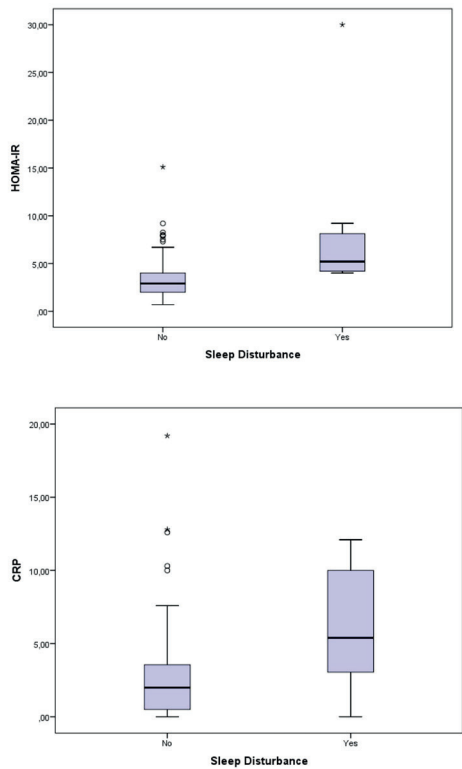 30,00
25,00
20,00
15,00
10,00
5,00
,00
HOMA-IR
No
Yes
Sleep Disturbance
20,00
15,00
10,00
5,00
,00
CRP
No
Yes
Sleep Disturbance